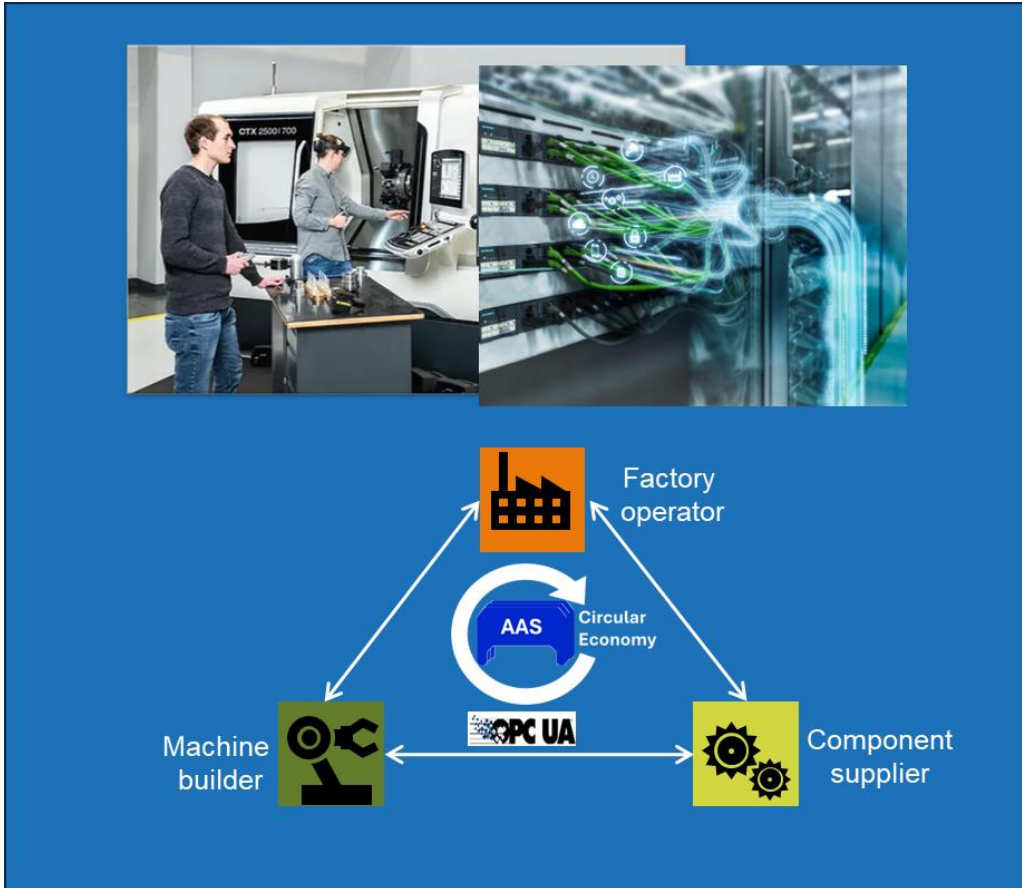 CTX 2500|700
Factory
operator
AAS
Circular
Economy
OPC UA
Machine
builder
Component
supplier